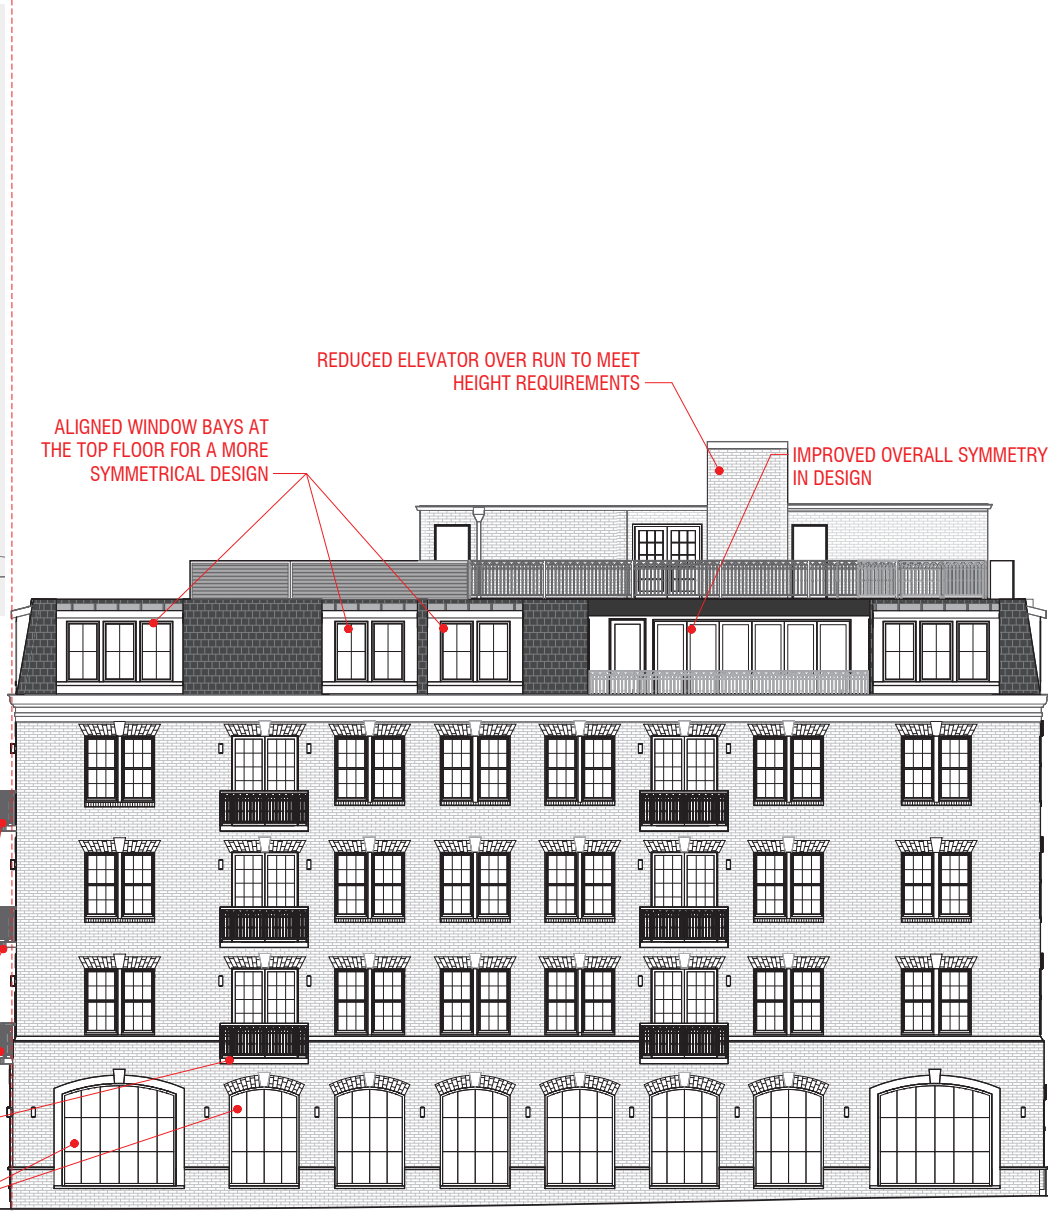 REDUCED ELEVATOR OVER RUN TO MEET
HEIGHT REQUIREMENTS
ALIGNED WINDOW BAYS AT
THE TOP FLOOR FOR A MORE
SYMMETRICAL DESIGN
IMPROVED OVERALL SYMMETRY
IN DESIGN